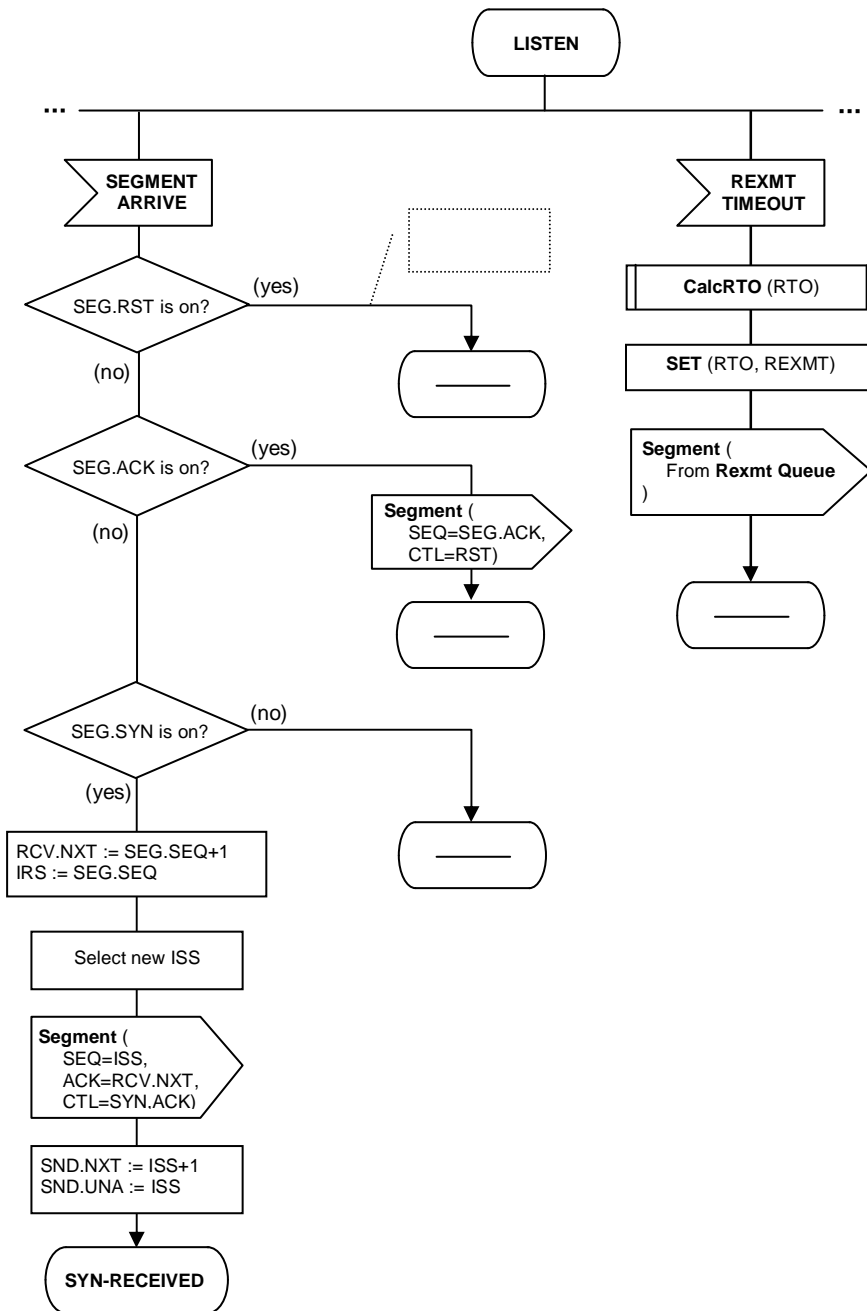 LISTEN
... ...
SEGMENT
ARRIVE
REXMT
TIMEOUT
SEG.RST is on?
(yes)
(no)
CalcRTO (RTO)
SET (RTO, REXMT)
Segment (
From Rexmt Queue
)
SEG.ACK is on?
(yes)
(no)
Segment (
SEQ=SEG.ACK,
CTL=RST)
SEG.SYN is on?
(no)
(yes)
RCV.NXT := SEG.SEQ+1
IRS := SEG.SEQ
Select new ISS
Segment (
SEQ=ISS,
ACK=RCV.NXT,
CTL=SYN,ACK)
SND.NXT := ISS+1
SND.UNA := ISS
SYN-RECEIVED